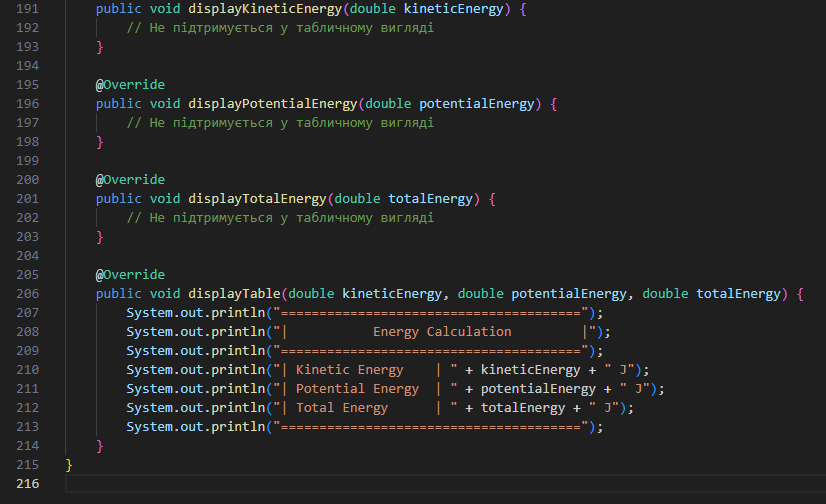 191 public void displayKineticEnergy(double kineticEnergy) {
192 // Не підтримується у табличному вигляді
193 }
194
195 @Override
196 public void displayPotentialEnergy(double potentialEnergy) {
197 // Не підтримується у табличному вигляді
198 }
199
200 @Override
201 public void displayTotalEnergy(double totalEnergy) {
202 // Не підтримується у табличному вигляді
203 }
204
205 @Override
206 public void displayTable(double kineticEnergy, double potentialEnergy, double totalEnergy) {
207 System.out.println("=======================================");
208 System.out.println("|           Energy Calculation         |");
209 System.out.println("=======================================");
210 System.out.println("| Kinetic Energy    | " + kineticEnergy + " J");
211 System.out.println("| Potential Energy  | " + potentialEnergy + " J");
212 System.out.println("| Total Energy      | " + totalEnergy + " J");
213 System.out.println("=======================================");
214 }
215 }
216